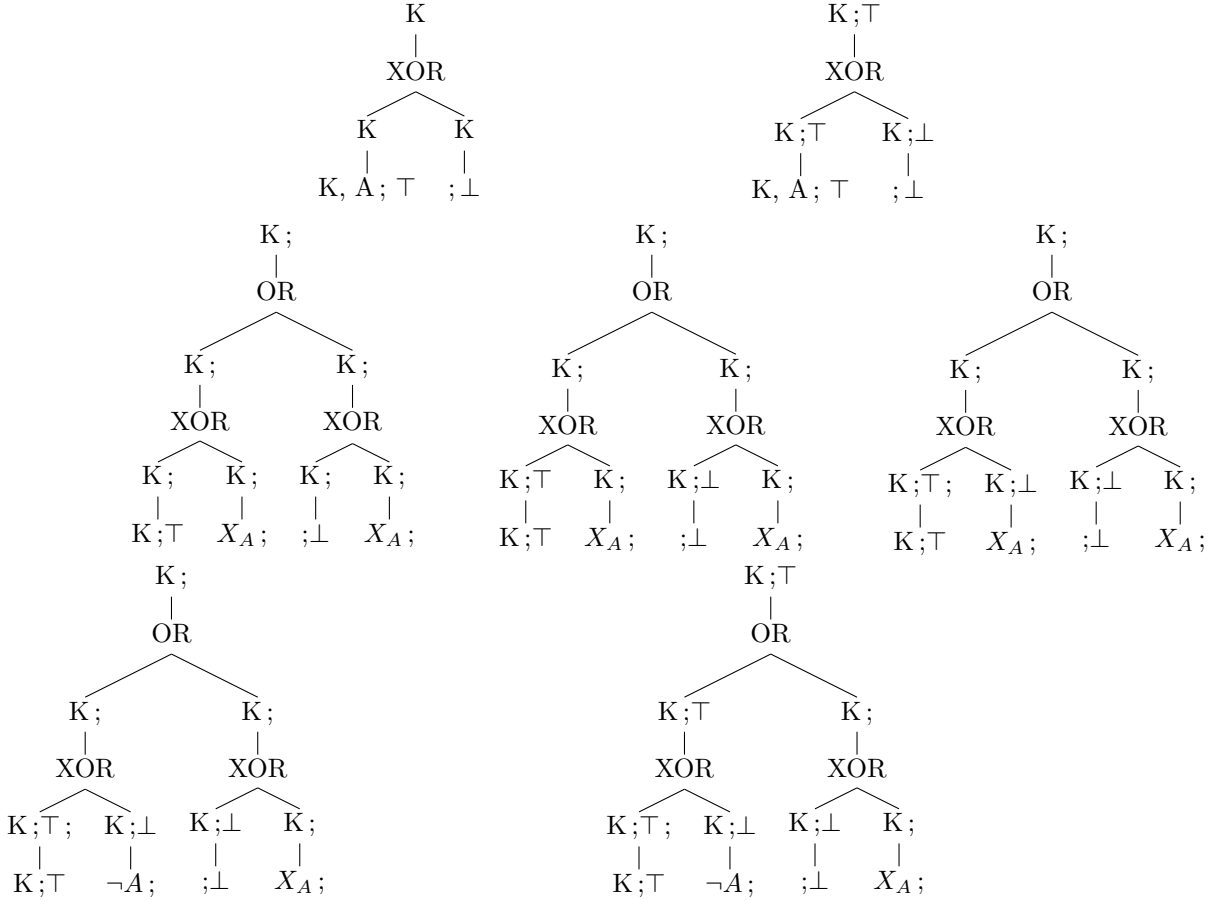 K K ;⊤
XOR XOR
K K K ;⊤ K ;⊥
K, A ; ⊤ ; ⊥ K, A ; ⊤ ; ⊥
K ; K ; K ;
OR OR OR
K ; K ; K ; K ; K ; K ;
XOR XOR XOR XOR XOR XOR
K ; K ; K ; K ; K ;⊤ K ; K ;⊥ K ; K ;⊤ ; K ;⊥ K ;⊥ K ;
K ;⊤ X_A ; ;⊥ X_A ; K ;⊤ X_A ; ;⊥ X_A ; K ;⊤ X_A ; ;⊥ X_A ;
K ; K ;⊤
OR OR
K ; K ; K ;⊤ K ;
XOR XOR XOR XOR
K ;⊤ ; K ;⊥ K ;⊥ K ; K ;⊤ ; K ;⊥ K ;⊥ K ;
K ;⊤ ¬A ; ;⊥ X_A ; K ;⊤ ¬A ; ;⊥ X_A ;